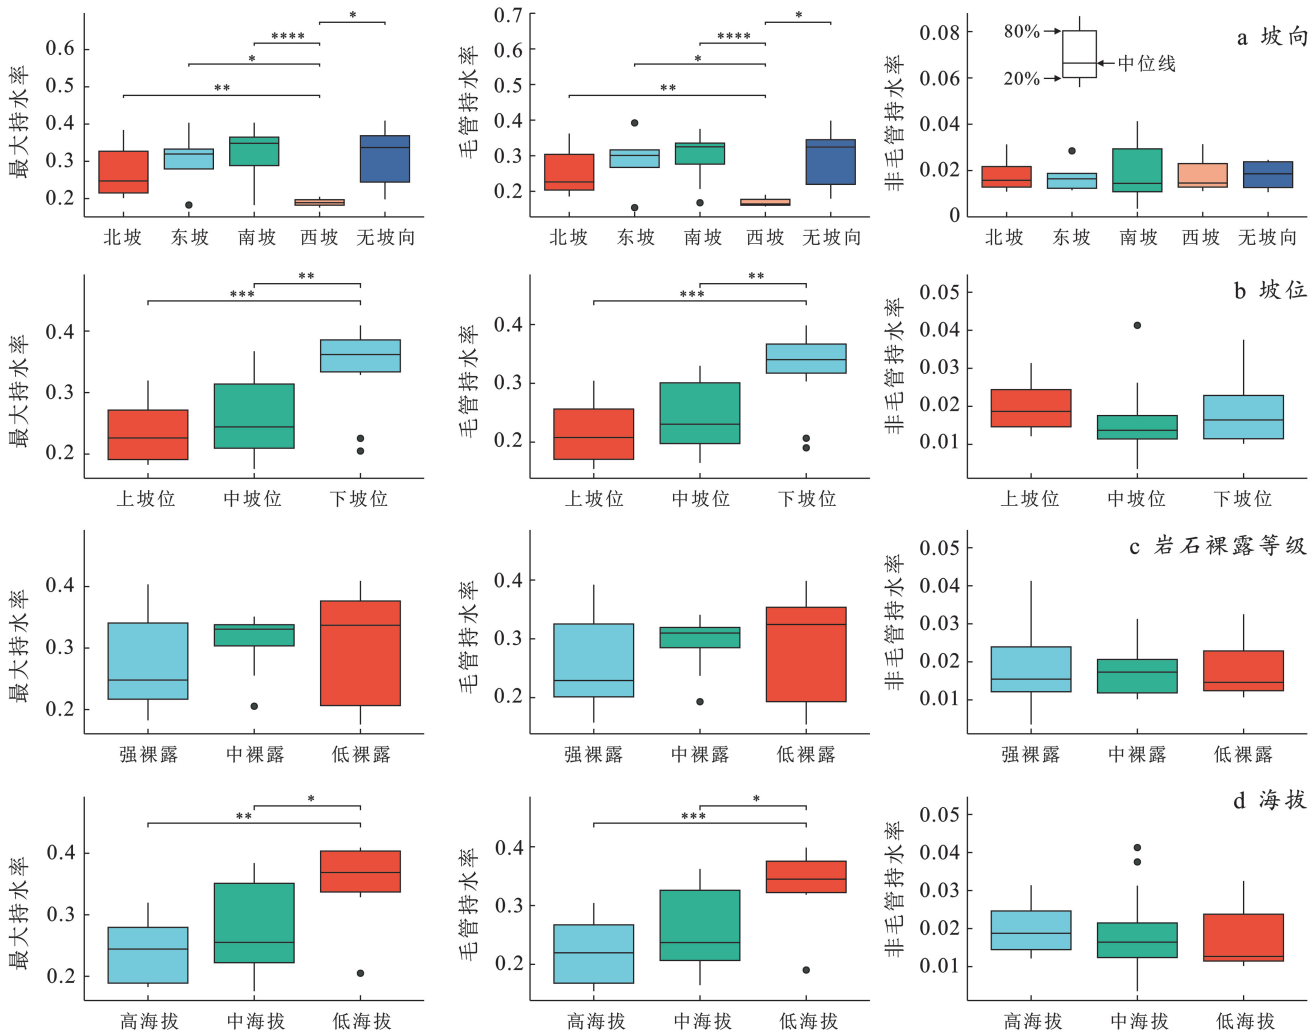 最大持水率
0.6
0.5
0.4
0.3
0.2
**
*
****
*
北坡 东坡 南坡 西坡 无坡向
毛管持水率
0.7
0.6
0.5
0.4
0.3
0.2
**
*
****
*
北坡 东坡 南坡 西坡 无坡向
非毛管持水率
0.08
0.06
0.04
0.02
0
80%
中位线
20%
a 坡向
北坡 东坡 南坡 西坡 无坡向
最大持水率
0.4
0.3
0.2
***
**
上坡位 中坡位 下坡位
毛管持水率
0.4
0.3
0.2
***
**
上坡位 中坡位 下坡位
非毛管持水率
0.05
0.04
0.03
0.02
0.01
b 坡位
上坡位 中坡位 下坡位
最大持水率
0.4
0.3
0.2
强裸露 中裸露 低裸露
毛管持水率
0.4
0.3
0.2
强裸露 中裸露 低裸露
非毛管持水率
0.05
0.04
0.03
0.02
0.01
c 岩石裸露等级
强裸露 中裸露 低裸露
最大持水率
0.4
0.3
0.2
**
*
高海拔 中海拔 低海拔
毛管持水率
0.4
0.3
0.2
***
*
高海拔 中海拔 低海拔
非毛管持水率
0.05
0.04
0.03
0.02
0.01
d 海拔
高海拔 中海拔 低海拔